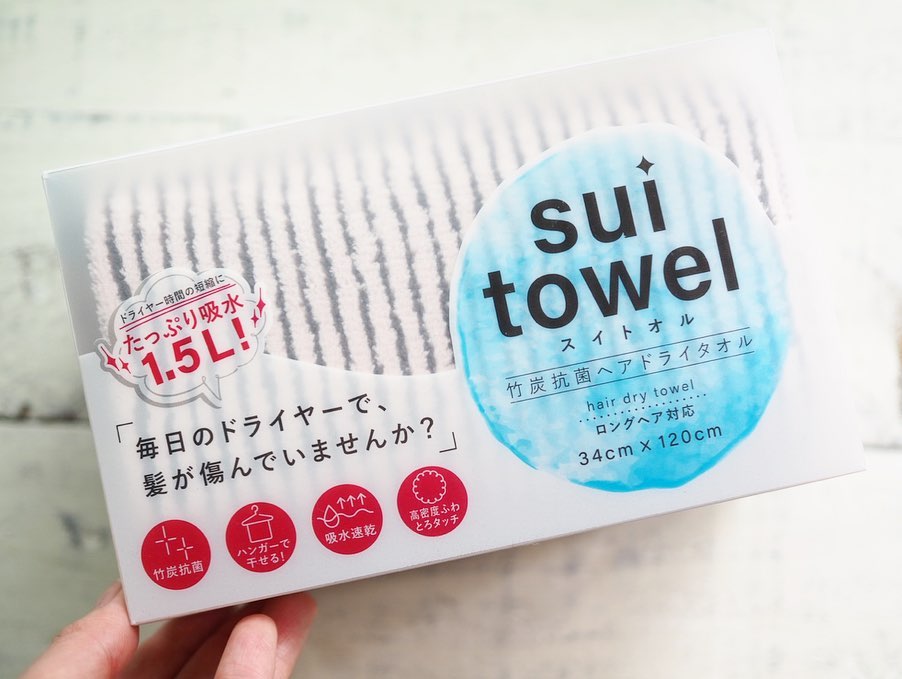 sui
towel
スイトオル
竹炭抗菌ヘアドライタオル
hair dry towel
ロングヘア対応
34cm×120cm
ドライヤー時間の短縮に
たっぷり吸水
1.5L!
「毎日のドライヤーで、
髪が傷んでいませんか?」
竹炭抗菌
ハンガーで
干せる!
吸水速乾
高密度ふわ
とろタッチ